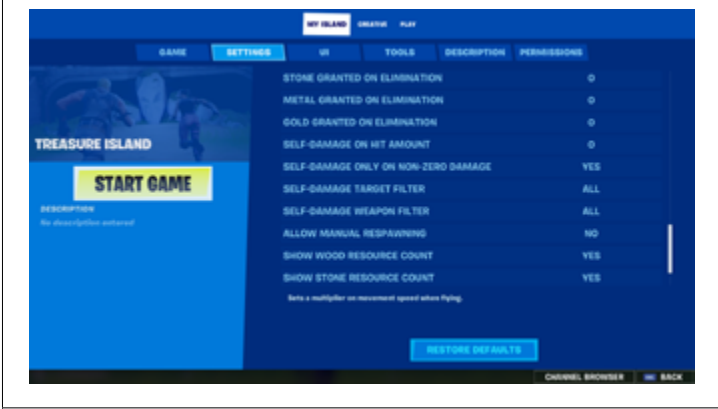 MY ISLAND CREATIVE PLAY
GAME SETTINGS UI TOOLS DESCRIPTION PERMISSIONS
STONE GRANTED ON ELIMINATION 0
METAL GRANTED ON ELIMINATION 0
GOLD GRANTED ON ELIMINATION 0
TREASURE ISLAND
SELF-DAMAGE ON HIT AMOUNT 0
SELF-DAMAGE ONLY ON NON-ZERO DAMAGE YES
START GAME
SELF-DAMAGE TARGET FILTER ALL
DESCRIPTION
SELF-DAMAGE WEAPON FILTER ALL
No description entered
ALLOW MANUAL RESPAWNING NO
SHOW WOOD RESOURCE COUNT YES
SHOW STONE RESOURCE COUNT YES
Sets a multiplier on movement speed when flying.
RESTORE DEFAULTS
CHANNEL BROWSER ESC BACK